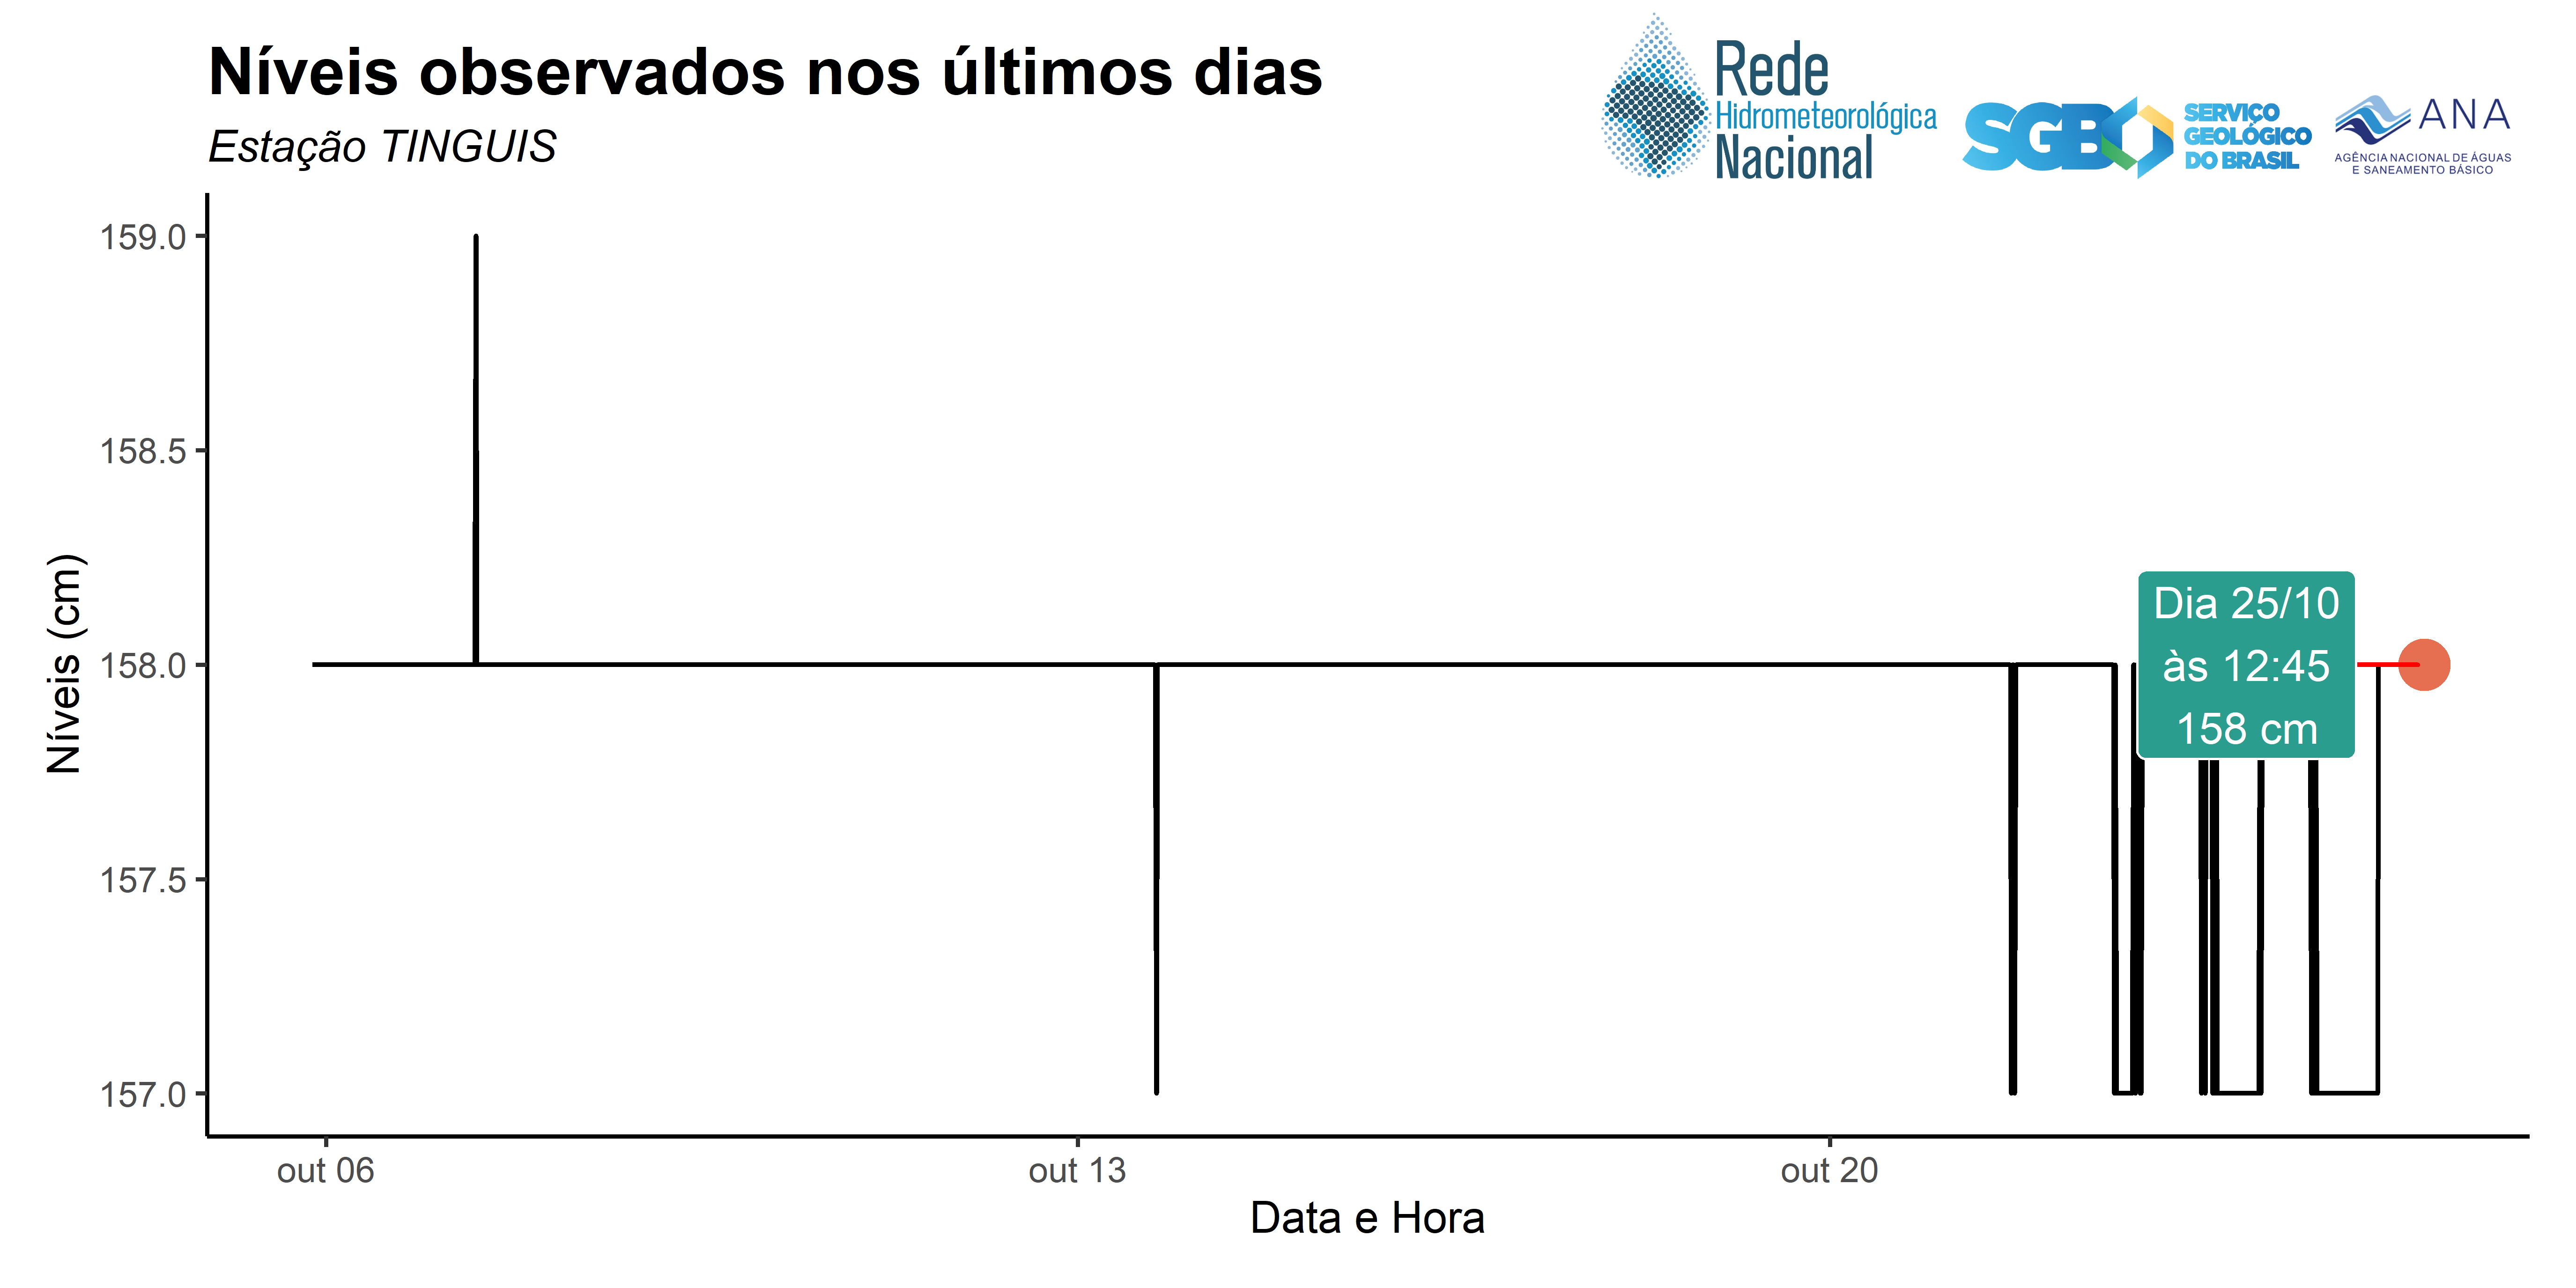 Níveis observados nos últimos dias
Estação TINGUIS
Rede
Hidrometeorológica
Nacional
SGB
SERVIÇO
GEOLÓGICO
DO BRASIL
ANA
AGÊNCIA NACIONAL DE ÁGUAS
E SANEAMENTO BÁSICO
Níveis (cm)
159.0
158.5
158.0
157.5
157.0
Dia 25/10
às 12:45
158 cm
out 06
out 13
out 20
Data e Hora